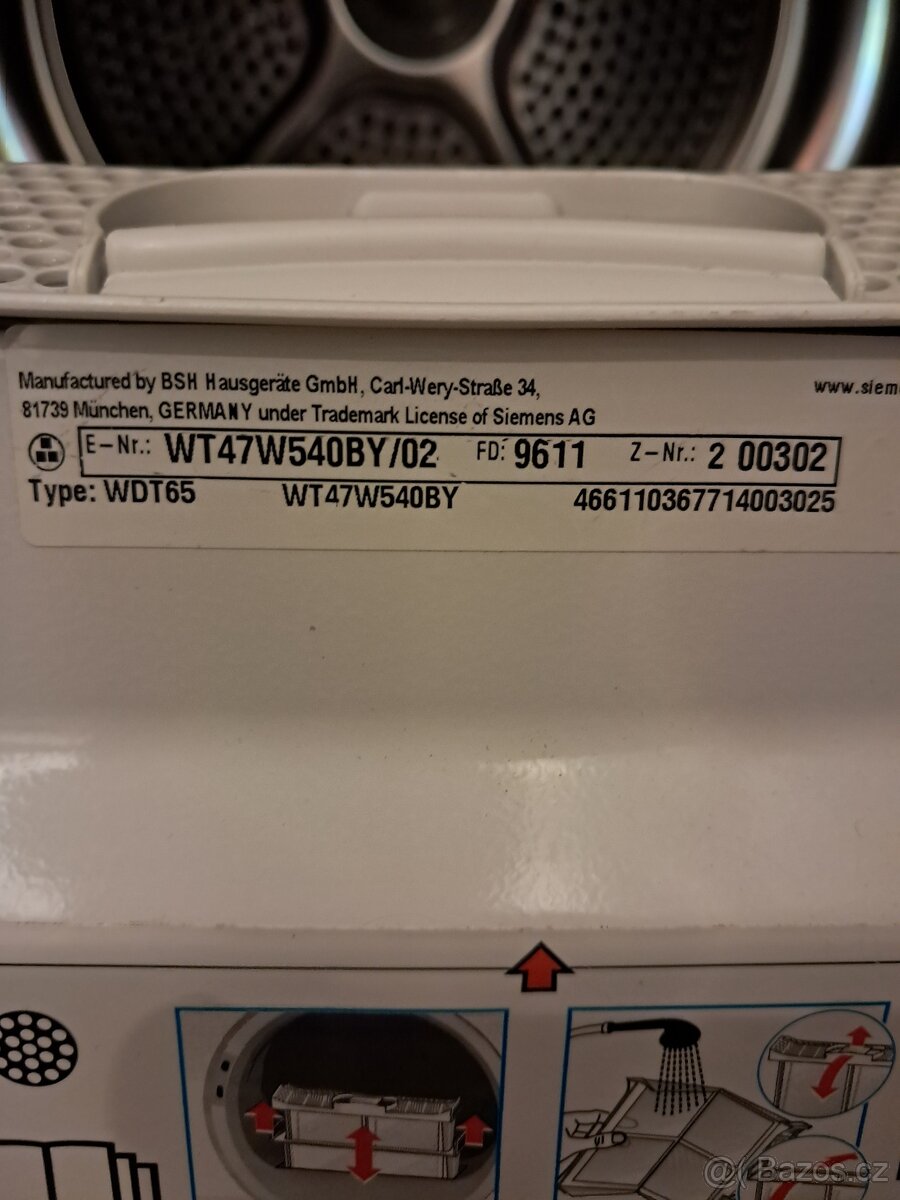 Manufactured by BSH Hausgeräte GmbH, Carl-Wery-Straße 34,
www.siem
81739 München, GERMANY under Trademark License of Siemens AG
E-Nr.: WT47W540BY/02 FD: 9611 Z-Nr.: 2 00302
Type: WDT65 WT47W540BY 466110367714003025
@( Bazos.cz